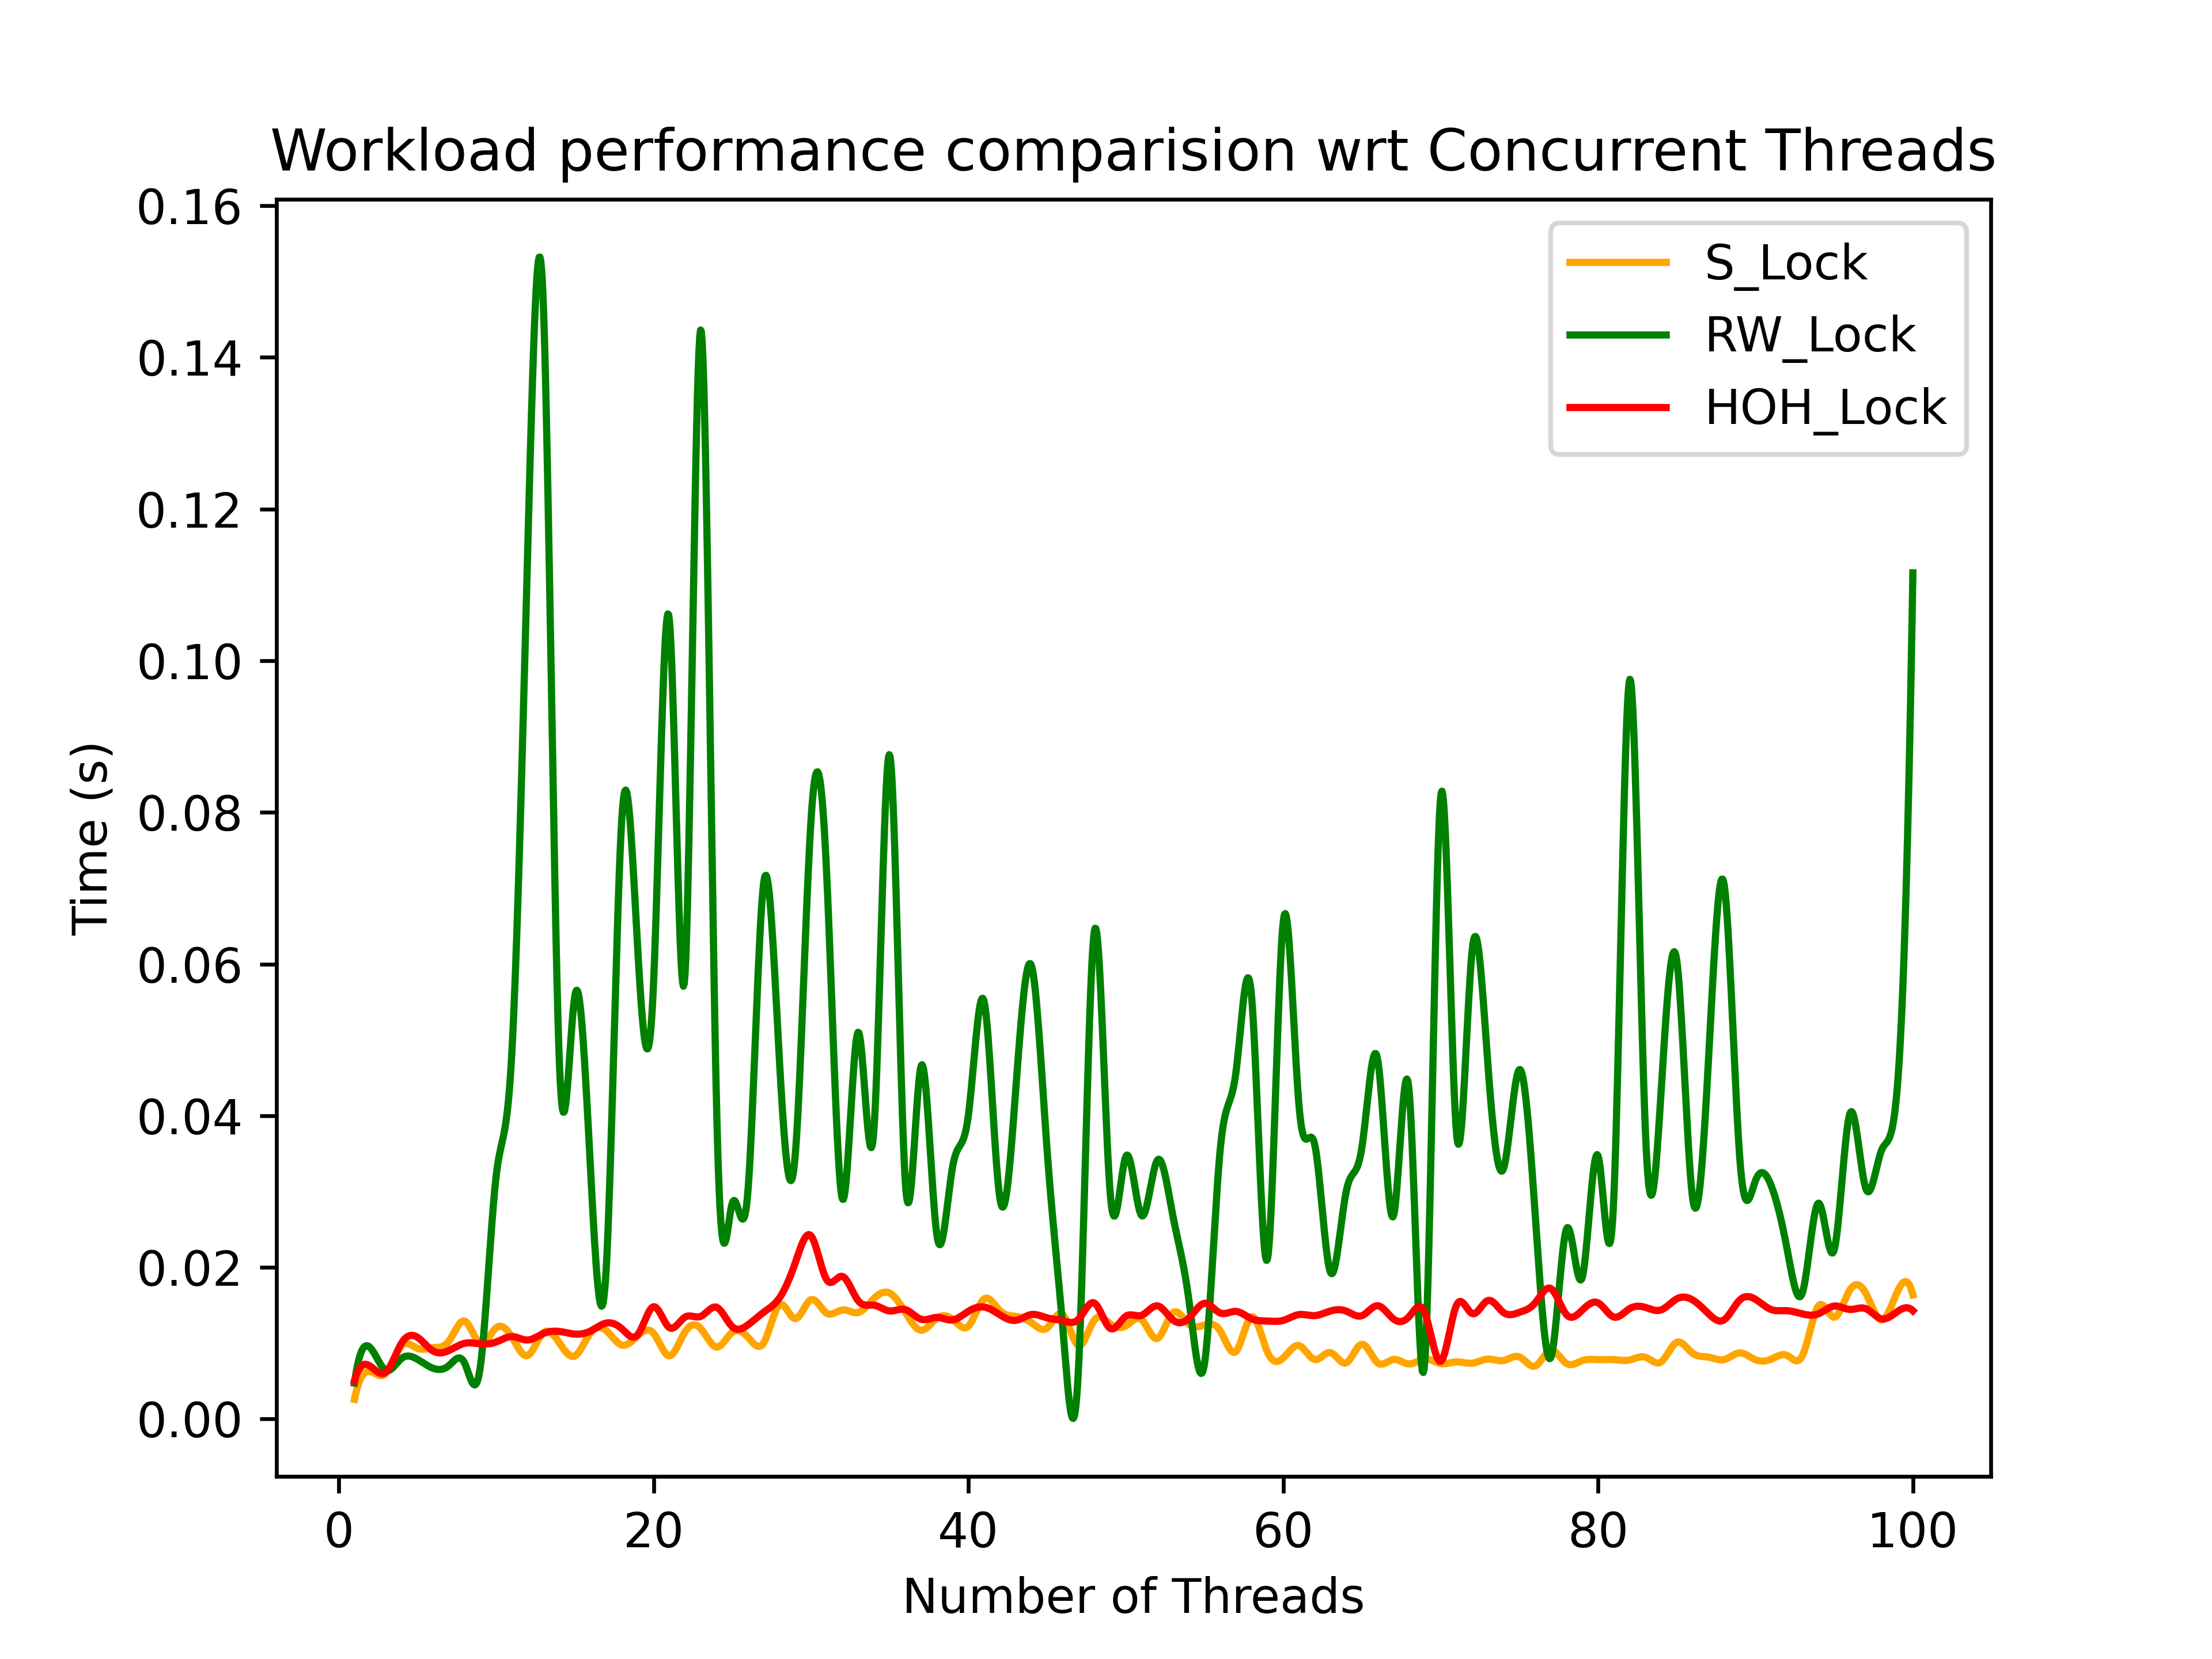 Workload performance comparision wrt Concurrent Threads
0.16
0.14
0.12
0.10
0.08
0.06
0.04
0.02
0.00
Time (s)
S_Lock
RW_Lock
HOH_Lock
0 20 40 60 80 100
Number of Threads